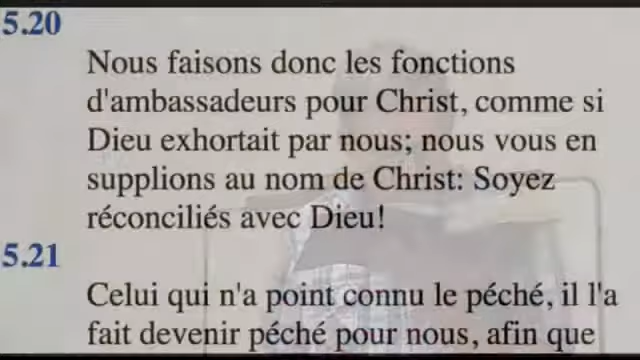 5.20
Nous faisons donc les fonctions
d'ambassadeurs pour Christ, comme si
Dieu exhortait par nous; nous vous en
supplions au nom de Christ: Soyez
réconciliés avec Dieu!
5.21
Celui qui n'a point connu le péché, il l'a
fait devenir péché pour nous, afin que